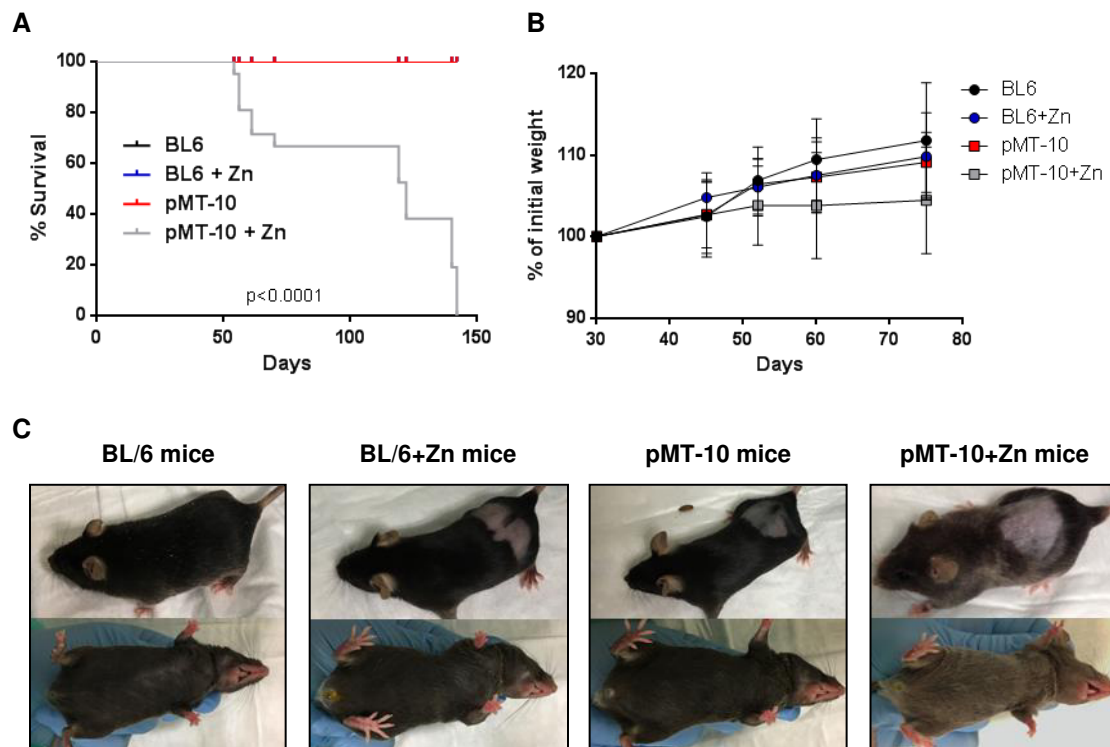 A
B
100
80
60
40
20
0
% Survival
BL6
BL6 + Zn
pMT-10
pMT-10 + Zn
p<0.0001
0
50
100
150
Days
120
110
100
90
% of initial weight
30
40
50
60
70
80
Days
BL6
BL6+Zn
pMT-10
pMT-10+Zn
C
BL/6 mice
BL/6+Zn mice
pMT-10 mice
pMT-10+Zn mice